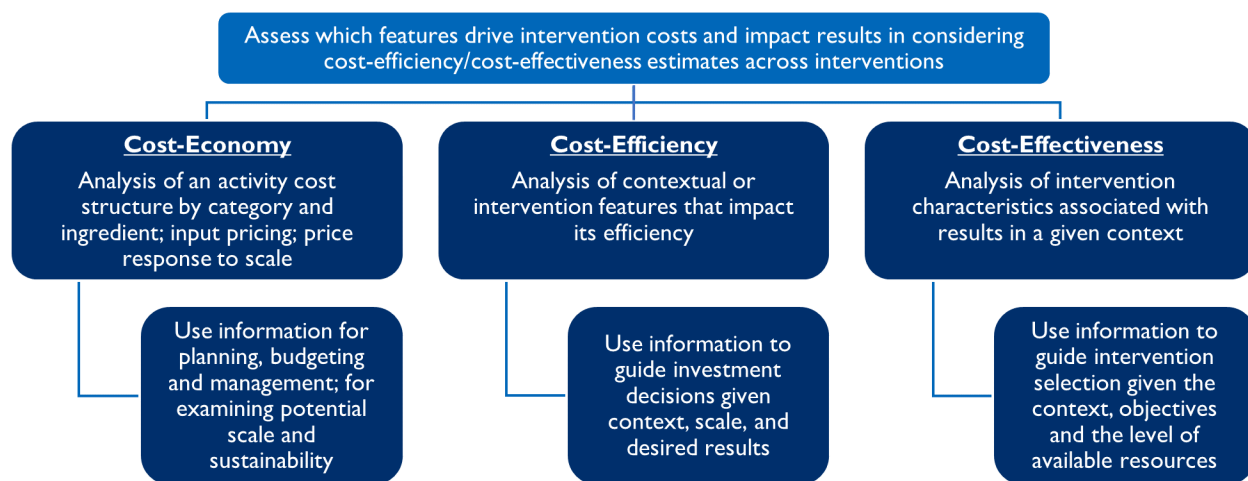 Assess which features drive intervention costs and impact results in considering
cost-efficiency/cost-effectiveness estimates across interventions
Cost-Economy
Analysis of an activity cost
structure by category and
ingredient; input pricing; price
response to scale
Use information for
planning, budgeting
and management; for
examining potential
scale and
sustainability
Cost-Efficiency
Analysis of contextual or
intervention features that impact
its efficiency
Use information to
guide investment
decisions given
context, scale, and
desired results
Cost-Effectiveness
Analysis of intervention
characteristics associated with
results in a given context
Use information to
guide intervention
selection given the
context, objectives
and the level of
available resources